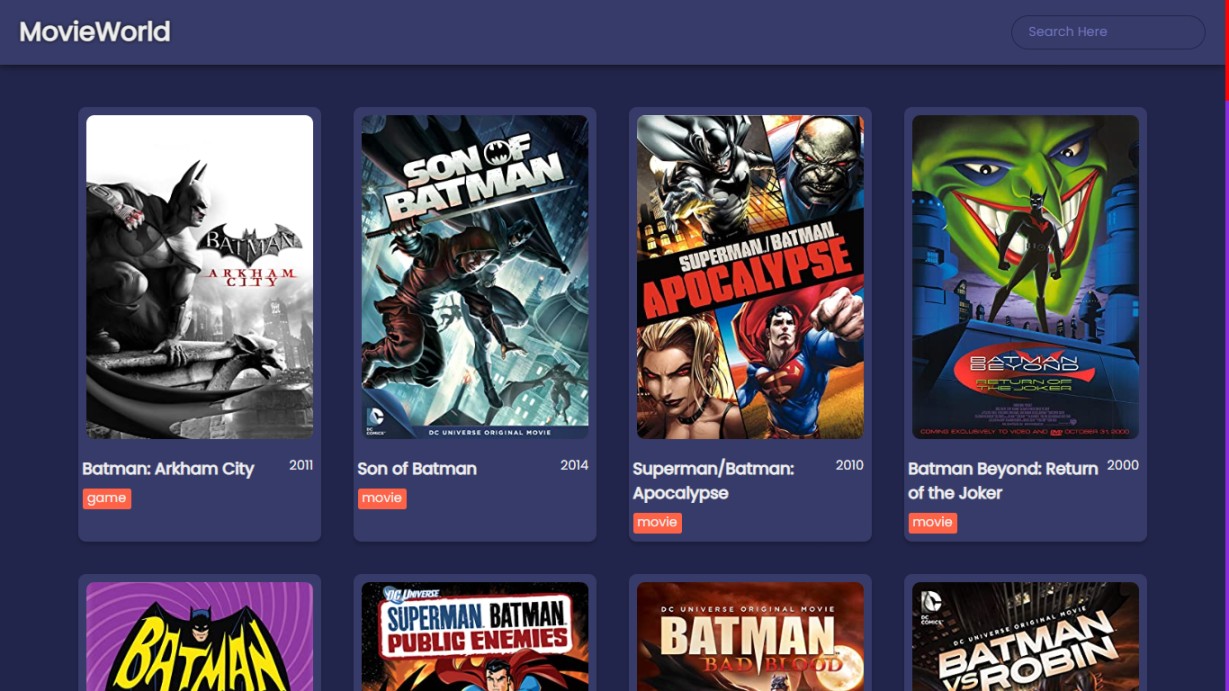 MovieWorld
Search Here
BATMAN
ARKHAM
CITY
SON OF
BATMAN
DC
COMICS
DC UNIVERSE ORIGINAL MOVIE
SUPERMAN/BATMAN
APOCALYPSE
BATMAN
BEYOND
RETURN OF
THE JOKER
COMING EXCLUSIVELY TO VIDEO AND DVD OCTOBER 31 2000
Batman: Arkham City 2011
game
Son of Batman 2014
movie
Superman/Batman: 2010
Apocalypse
movie
Batman Beyond: Return 2000
of the Joker
movie
BATMAN
DC UNIVERSE
SUPERMAN BATMAN
PUBLIC ENEMIES
DC UNIVERSE ORIGINAL MOVIE
BATMAN
BAD BLOOD
DC
COMICS
DC UNIVERSE ORIGINAL MOVIE
BATMAN
VS ROBIN